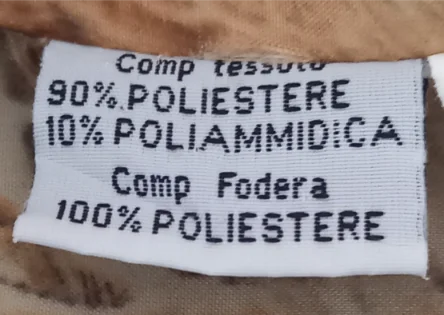 Comp tessuto
90% POLIESTERE
10% POLIAMMIDICA
Comp Fodera
100% POLIESTERE